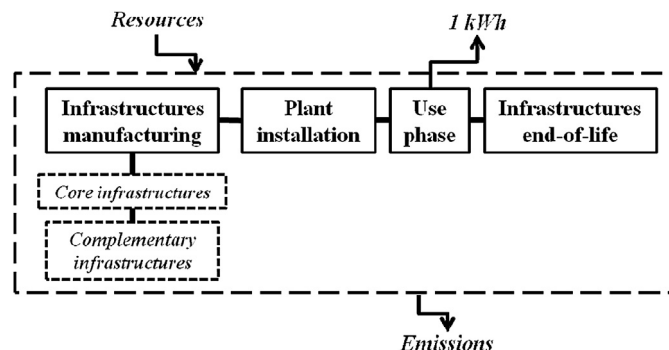 Resources
1 kWh
Infrastructures
manufacturing
Plant
installation
Use
phase
Infrastructures
end-of-life
Core infrastructures
Complementary
infrastructures
Emissions